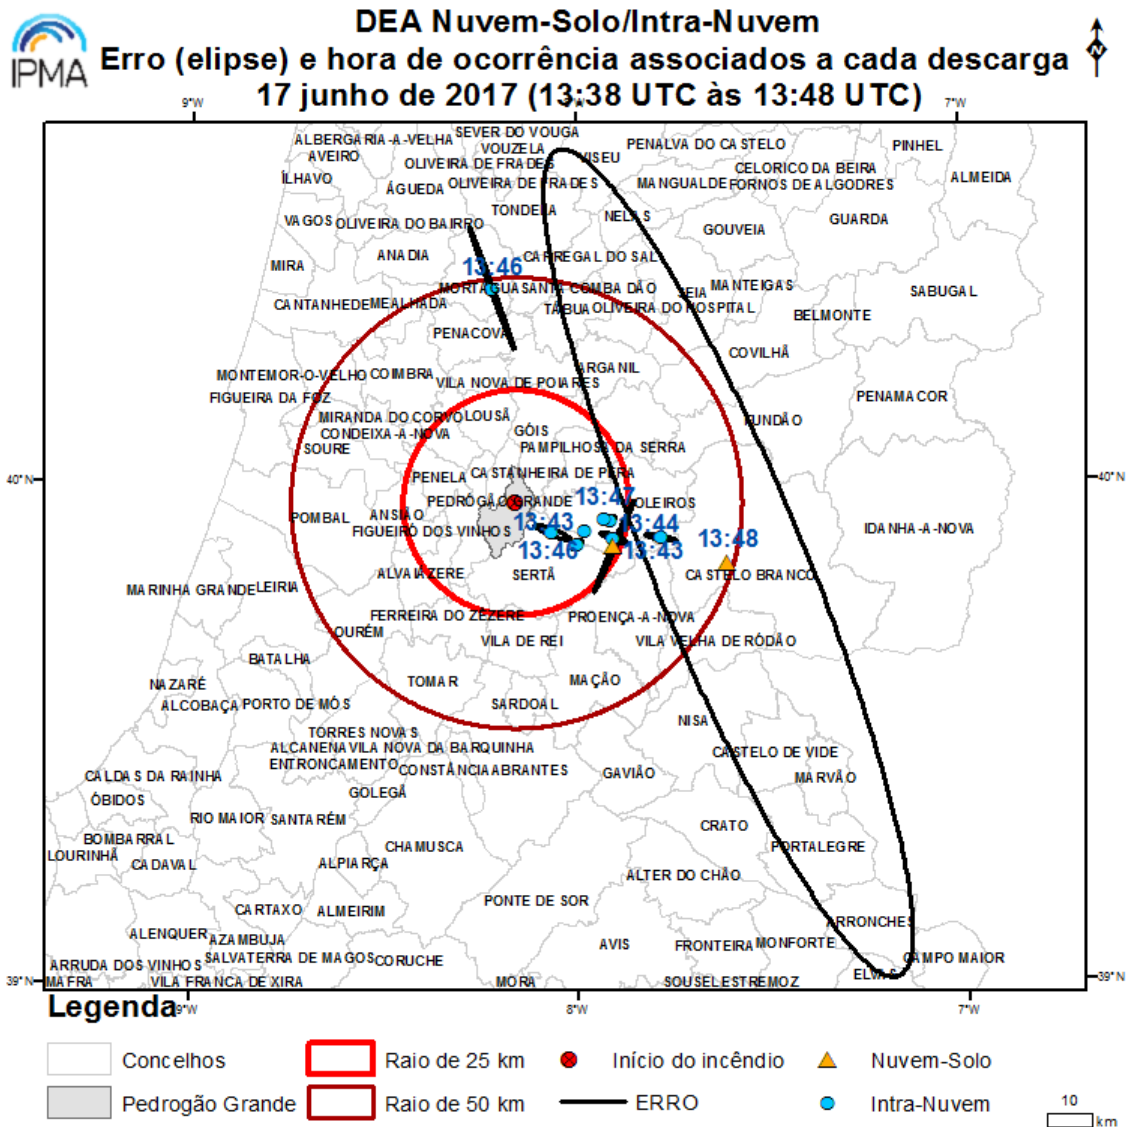 IPMA
DEA Nuvem-Solo/Intra-Nuvem
Erro (elipse) e hora de ocorrência associados a cada descarga
17 junho de 2017 (13:38 UTC às 13:48 UTC)
N
9°W 7°W
SEVER DO VOUGA
ALBERGARIA-A-VELHA VOUZELA PENALVA DO CASTELO PINHEL
AVEIRO OLIVEIRA DE FRADES VISEU CELORICO DA BEIRA
ÍLHAVO ÁGUEDA OLIVEIRA DE FRADES MANGUALDE FORNOS DE ALGODRES ALMEIDA
VAGOS OLIVEIRA DO BAIRRO TONDELA NELAS GOUVEIA GUARDA
MIRA ANADIA CARREGAL DO SAL
13:46
CANTANHEDE MEALHADA MORTÁGUA SANTA COMBA DÃO SEIA MANTEIGAS SABUGAL
PENACOVA TÁBUA OLIVEIRA DO HOSPITAL BELMONTE
COVILHÃ
MONTEMOR-O-VELHO COIMBRA VILA NOVA DE POIARES ARGANIL
FIGUEIRA DA FOZ PENAMACOR
MIRANDA DO CORVO LOUSÃ FUNDÃO
CONDEIXA-A-NOVA GÓIS
SOURE PAMPILHOSA DA SERRA
40°N PENELA CASTANHEIRA DE PERA 40°N
PEDRÓGÃO GRANDE 13:47 OLEIROS
POMBAL ANSIÃO 13:43 13:44 IDANHA-A-NOVA
FIGUEIRÓ DOS VINHOS 13:46 13:43 13:48
ALVAIÁZERE SERTÃ CASTELO BRANCO
MARINHA GRANDE LEIRIA
FERREIRA DO ZÊZERE PROENÇA-A-NOVA
OURÉM VILA DE REI VILA VELHA DE RÓDÃO
BATALHA
NAZARÉ TOMAR MAÇÃO
ALCOBAÇA PORTO DE MÓS SARDOAL NISA
TORRES NOVAS
ALCANENA VILA NOVA DA BARQUINHA CASTELO DE VIDE
ENTRONCAMENTO CONSTÂNCIA ABRANTES GAVIÃO MARVÃO
CALDAS DA RAINHA
ÓBIDOS GOLEGÃ
RIO MAIOR SANTARÉM CRATO
BOMBARRAL CHAMUSCA PORTALEGRE
LOURINHÃ CADAVAL ALPIARÇA ALTER DO CHÃO
PONTE DE SOR
CARTAXO ALMEIRIM ARRONCHES
ALENQUER AZAMBUJA AVIS FRONTEIRA MONFORTE
ARRUDA DOS VINHOS SALVATERRA DE MAGOS CORUCHE CAMPO MAIOR
39°N MAFRA VILA FRANCA DE XIRA MORA SOUSEL ESTREMOZ ELVAS 39°N
9°W 8°W 7°W
Legenda
Concelhos Raio de 25 km Início do incêndio Nuvem-Solo
Pedrogão Grande Raio de 50 km ERRO Intra-Nuvem 10
km